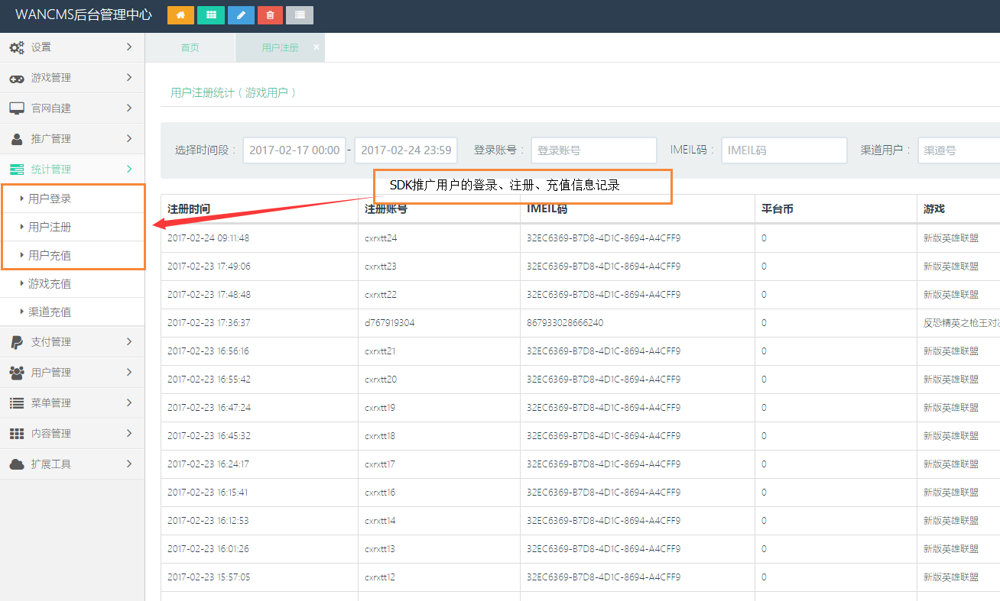 WANCMS后台管理中心
设置
游戏管理
官网自建
推广管理
统计管理
用户登录
用户注册
用户充值
游戏充值
渠道充值
支付管理
用户管理
菜单管理
内容管理
扩展工具
首页 用户注册 ×
用户注册统计 ( 游戏用户 )
选择时间段 : 2017-02-17 00:00 - 2017-02-24 23:59 登录账号 : 登录账号 IMEIL码 : IMEIL码 渠道用户 : 渠道号
SDK推广用户的登录、注册、充值信息记录
注册时间 注册账号 IMEIL码 平台币 游戏
2017-02-24 09:11:48 cxrxtt24 32EC6369-B7D8-4D1C-8694-A4CFF9 0 新版英雄联盟
2017-02-23 17:49:06 cxrxtt23 32EC6369-B7D8-4D1C-8694-A4CFF9 0 新版英雄联盟
2017-02-23 17:48:48 cxrxtt22 32EC6369-B7D8-4D1C-8694-A4CFF9 0 新版英雄联盟
2017-02-23 17:36:37 d767919304 867933028666240 0 反恐精英之枪王对决
2017-02-23 16:56:16 cxrxtt21 32EC6369-B7D8-4D1C-8694-A4CFF9 0 新版英雄联盟
2017-02-23 16:55:42 cxrxtt20 32EC6369-B7D8-4D1C-8694-A4CFF9 0 新版英雄联盟
2017-02-23 16:47:24 cxrxtt19 32EC6369-B7D8-4D1C-8694-A4CFF9 0 新版英雄联盟
2017-02-23 16:45:32 cxrxtt18 32EC6369-B7D8-4D1C-8694-A4CFF9 0 新版英雄联盟
2017-02-23 16:24:17 cxrxtt17 32EC6369-B7D8-4D1C-8694-A4CFF9 0 新版英雄联盟
2017-02-23 16:15:41 cxrxtt16 32EC6369-B7D8-4D1C-8694-A4CFF9 0 新版英雄联盟
2017-02-23 16:12:53 cxrxtt14 32EC6369-B7D8-4D1C-8694-A4CFF9 0 新版英雄联盟
2017-02-23 16:01:26 cxrxtt13 32EC6369-B7D8-4D1C-8694-A4CFF9 0 新版英雄联盟
2017-02-23 15:57:05 cxrxtt12 32EC6369-B7D8-4D1C-8694-A4CFF9 0 新版英雄联盟